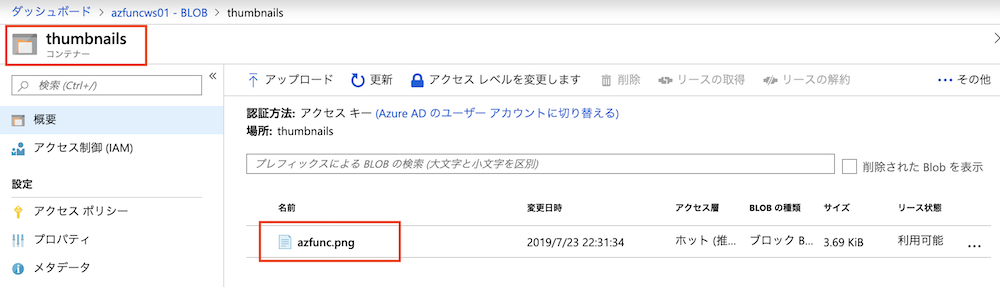 ダッシュボード > azfuncws01 - BLOB > thumbnails
thumbnails
コンテナー
検索 (Ctrl+/)
«
概要
アクセス制御 (IAM)
設定
アクセス ポリシー
プロパティ
メタデータ
アップロード 更新 アクセス レベルを変更します 削除 リースの取得 リースの解約 ... その他
認証方法: アクセス キー (Azure AD のユーザー アカウントに切り替える)
場所: thumbnails
プレフィックスによる BLOB の検索 (大文字と小文字を区別)
削除された Blob を表示
名前 変更日時 アクセス層 BLOB の種類 サイズ リース状態
azfunc.png 2019/7/23 22:31:34 ホット (推... ブロック B... 3.69 KiB 利用可能 ...